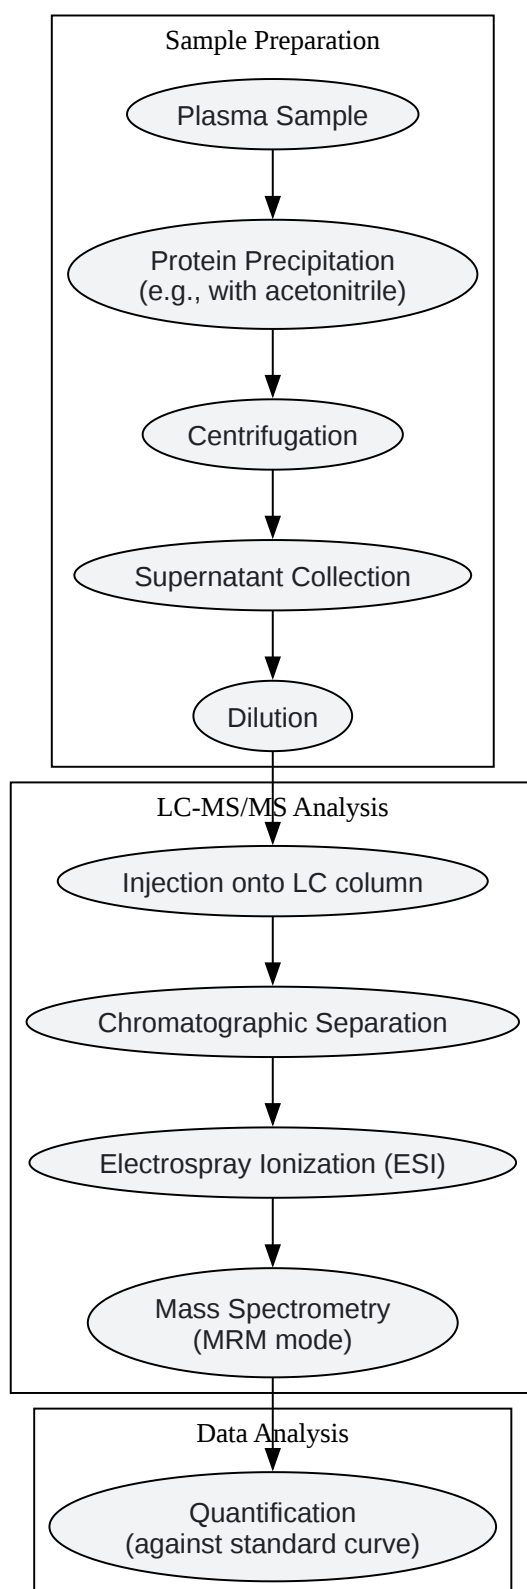 Sample Preparation
Plasma Sample
Protein Precipitation
(e.g., with acetonitrile)
Centrifugation
Supernatant Collection
Dilution
LC-MS/MS Analysis
Injection onto LC column
Chromatographic Separation
Electrospray Ionization (ESI)
Mass Spectrometry
(MRM mode)
Data Analysis
Quantification
(against standard curve)